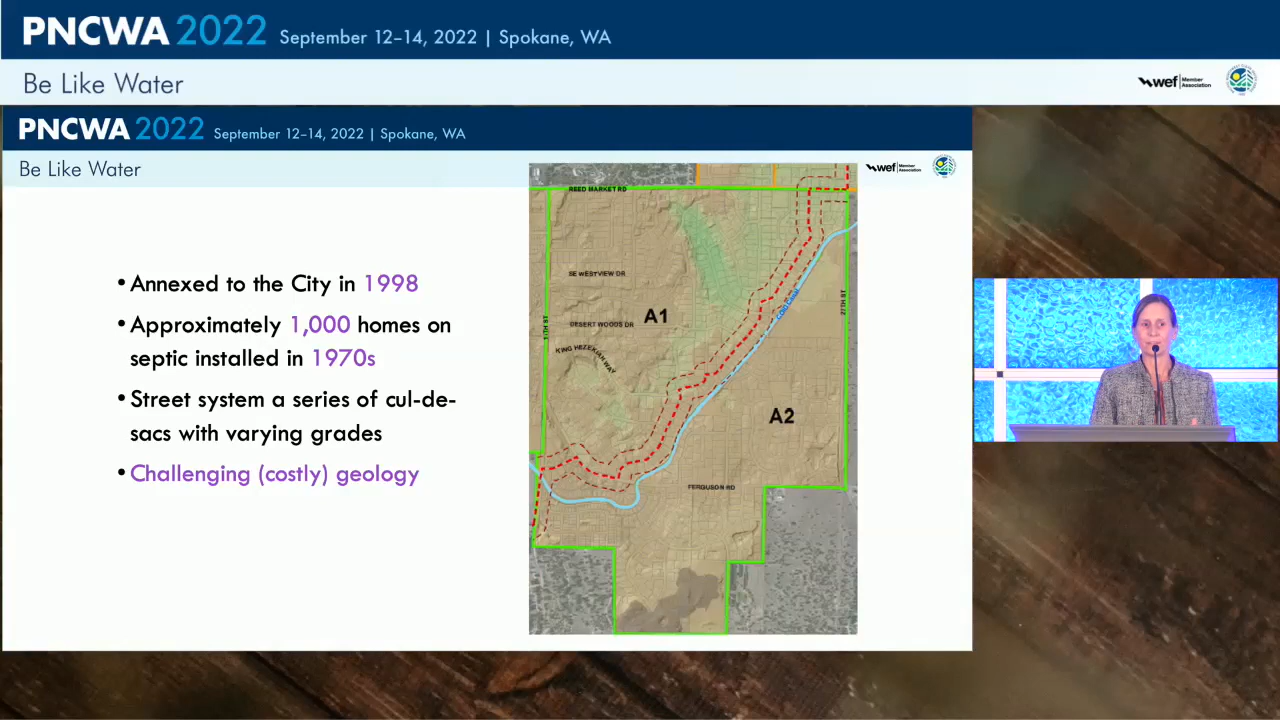 PNCWA 2022 September 12–14, 2022 | Spokane, WA
Be Like Water
wef Member Association
PNCWA 2022 September 12–14, 2022 | Spokane, WA
Be Like Water
wef Member Association
• Annexed to the City in 1998
• Approximately 1,000 homes on
septic installed in 1970s
• Street system a series of cul-de-
sacs with varying grades
• Challenging (costly) geology
REED MARKET RD
SE WESTVIEW DR
DESERT WOODS DR
A1
KING HEZEKIAH WAY
27TH ST
A2
FERGUSON RD